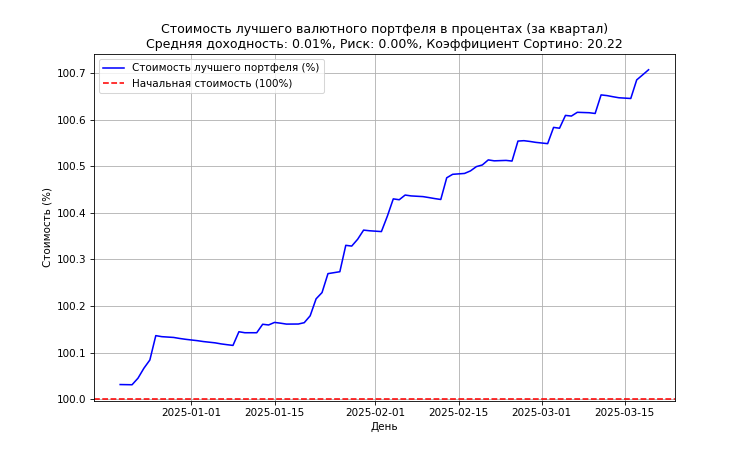 Стоимость лучшего валютного портфеля в процентах (за квартал)
Средняя доходность: 0.01%, Риск: 0.00%, Коэффициент Сортино: 20.22
Стоимость лучшего портфеля (%)
Начальная стоимость (100%)
Стоимость (%)
100.7
100.6
100.5
100.4
100.3
100.2
100.1
100.0
2025-01-01
2025-01-15
2025-02-01
2025-02-15
2025-03-01
2025-03-15
День